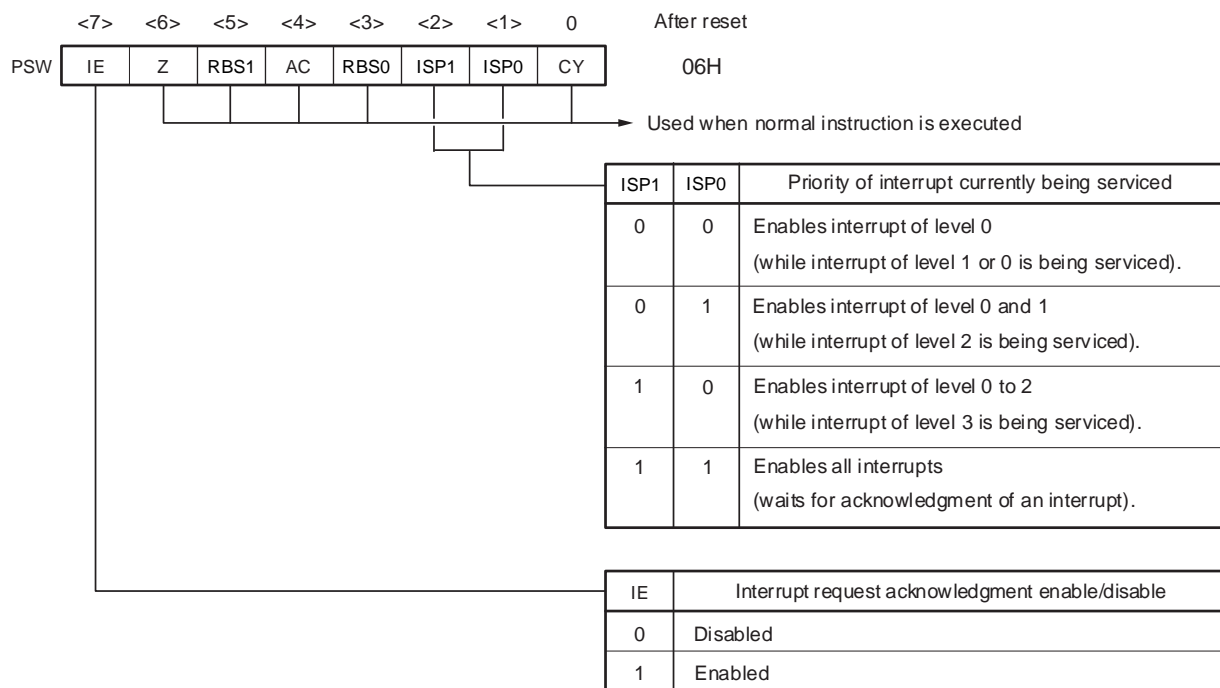 <7> <6> <5> <4> <3> <2> <1> 0 After reset
PSW IE Z RBS1 AC RBS0 ISP1 ISP0 CY 06H
Used when normal instruction is executed
ISP1 ISP0 Priority of interrupt currently being serviced
0 0 Enables interrupt of level 0
(while interrupt of level 1 or 0 is being serviced).
0 1 Enables interrupt of level 0 and 1
(while interrupt of level 2 is being serviced).
1 0 Enables interrupt of level 0 to 2
(while interrupt of level 3 is being serviced).
1 1 Enables all interrupts
(waits for acknowledgment of an interrupt).
IE Interrupt request acknowledgment enable/disable
0 Disabled
1 Enabled